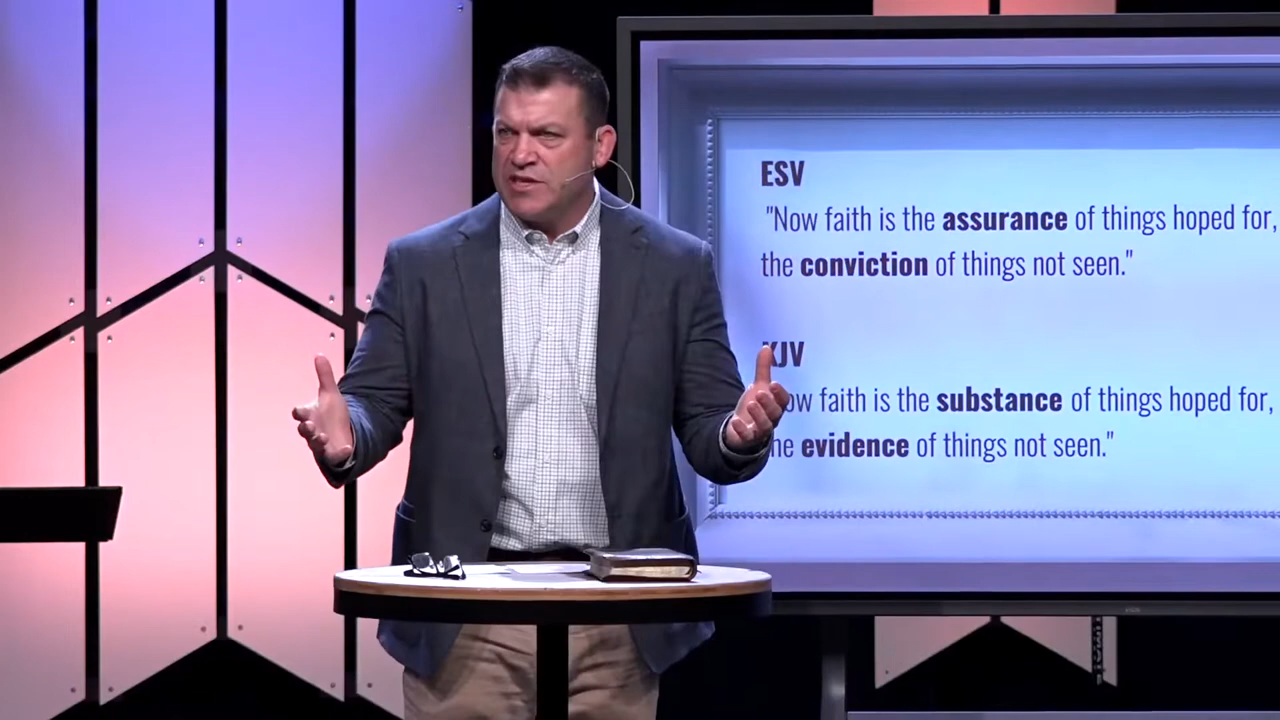 ESV
"Now faith is the assurance of things hoped for,
the conviction of things not seen."
KJV
faith is the substance of things hoped for,
evidence of things not seen."